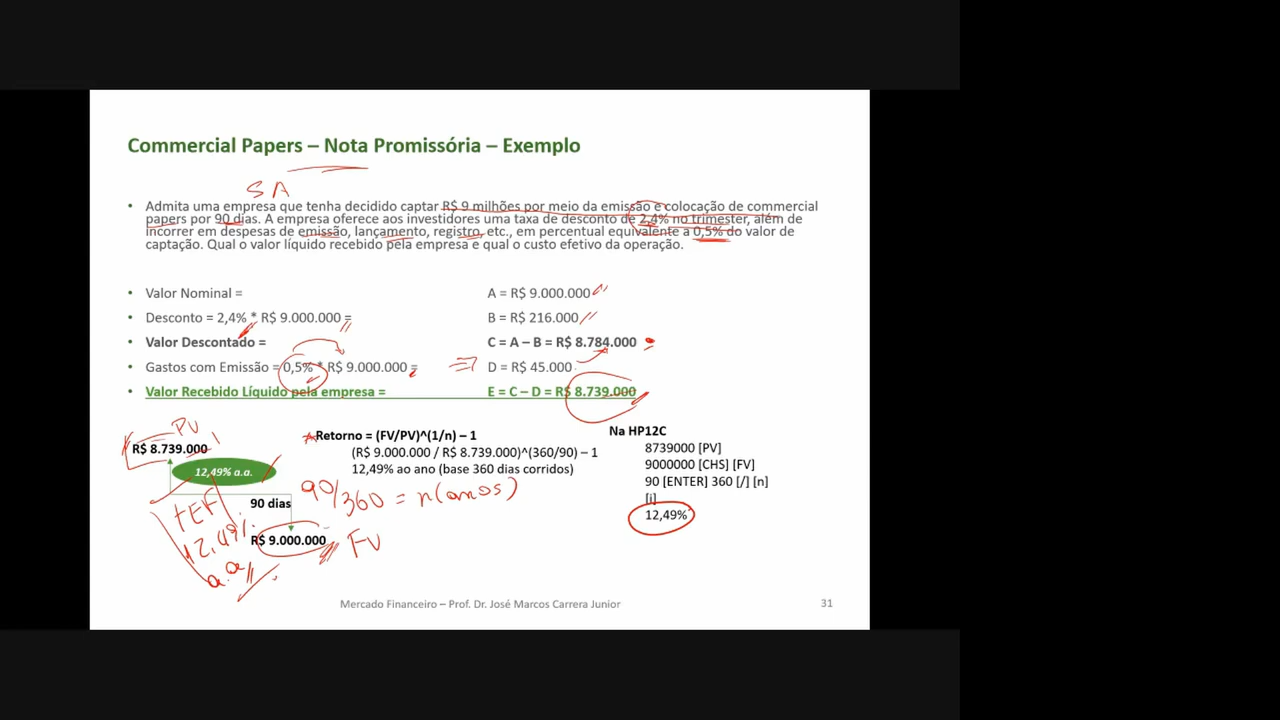 Commercial Papers – Nota Promissória – Exemplo
SA
• Admita uma empresa que tenha decidido captar R$ 9 milhões por meio da emissão e colocação de commercial
papers por 90 dias. A empresa oferece aos investidores uma taxa de desconto de 2,4% no trimester, além de
incorrer em despesas de emissão, lançamento, registro, etc., em percentual equivalente a 0,5% do valor de
captação. Qual o valor líquido recebido pela empresa e qual o custo efetivo da operação.
• Valor Nominal = A = R$ 9.000.000
• Desconto = 2,4% * R$ 9.000.000 = B = R$ 216.000
• Valor Descontado = C = A – B = R$ 8.784.000
• Gastos com Emissão = 0,5% * R$ 9.000.000 = D = R$ 45.000
• Valor Recebido Líquido pela empresa = E = C – D = R$ 8.739.000
PV
R$ 8.739.000
12,49% a.a.
90 dias
R$ 9.000.000
FV
TEF
12,49%
a.a
Retorno = (FV/PV)^(1/n) – 1
(R$ 9.000.000 / R$ 8.739.000)^(360/90) – 1
12,49% ao ano (base 360 dias corridos)
90/360 = n(anos)
Na HP12C
8739000 [PV]
9000000 [CHS] [FV]
90 [ENTER] 360 [/] [n]
[i]
12,49%
Mercado Financeiro – Prof. Dr. José Marcos Carrera Junior
31